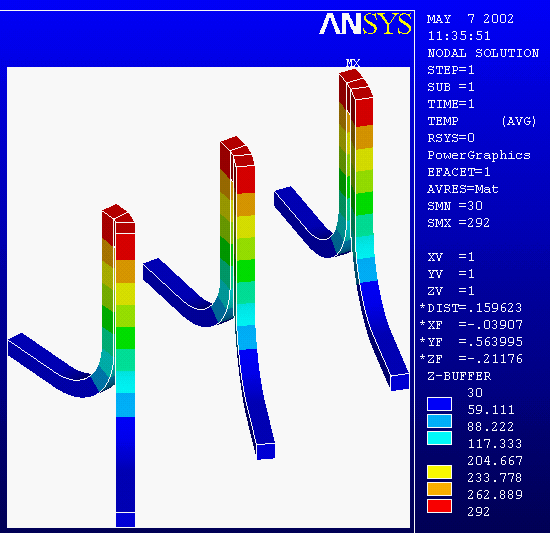 ANSYS
MX
MAY 7 2002
11:35:51
NODAL SOLUTION
STEP=1
SUB =1
TIME=1
TEMP (AVG)
RSYS=0
PowerGraphics
EFACET=1
AVRES=Mat
SMN =30
SMX =292
XV =1
YV =1
ZV =1
*DIST=.159623
*XF =-.03907
*YF =.563995
*ZF =-.21176
Z-BUFFER
30
59.111
88.222
117.333
204.667
233.778
262.889
292